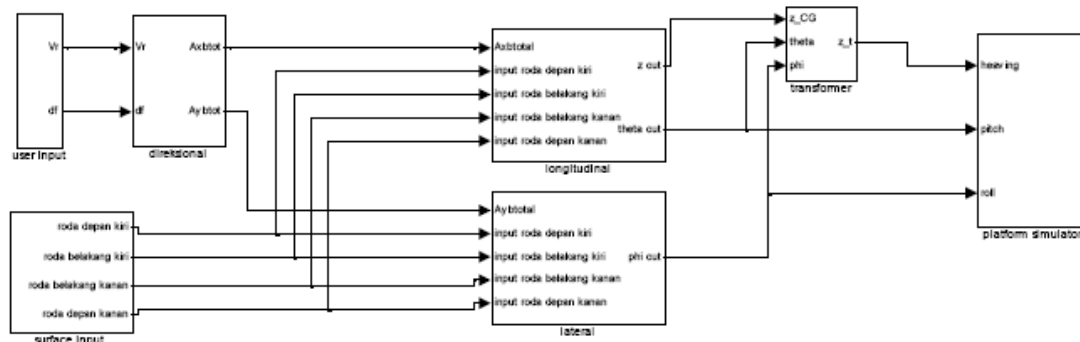 Vr
df
user input
Vr
df
Axbtot
Aybtot
direksional
roda depan kiri
roda belakang kiri
roda belakang kanan
roda depan kanan
surface input
Axbtotal
input roda depan kiri
input roda belakang kiri
input roda belakang kanan
input roda depan kanan
z out
theta out
longitudinal
Aybtotal
input roda depan kiri
input roda belakang kiri
input roda belakang kanan
input roda depan kanan
phi out
lateral
z_CG
theta
phi
z_t
transformer
heaving
pitch
roll
platform simulator